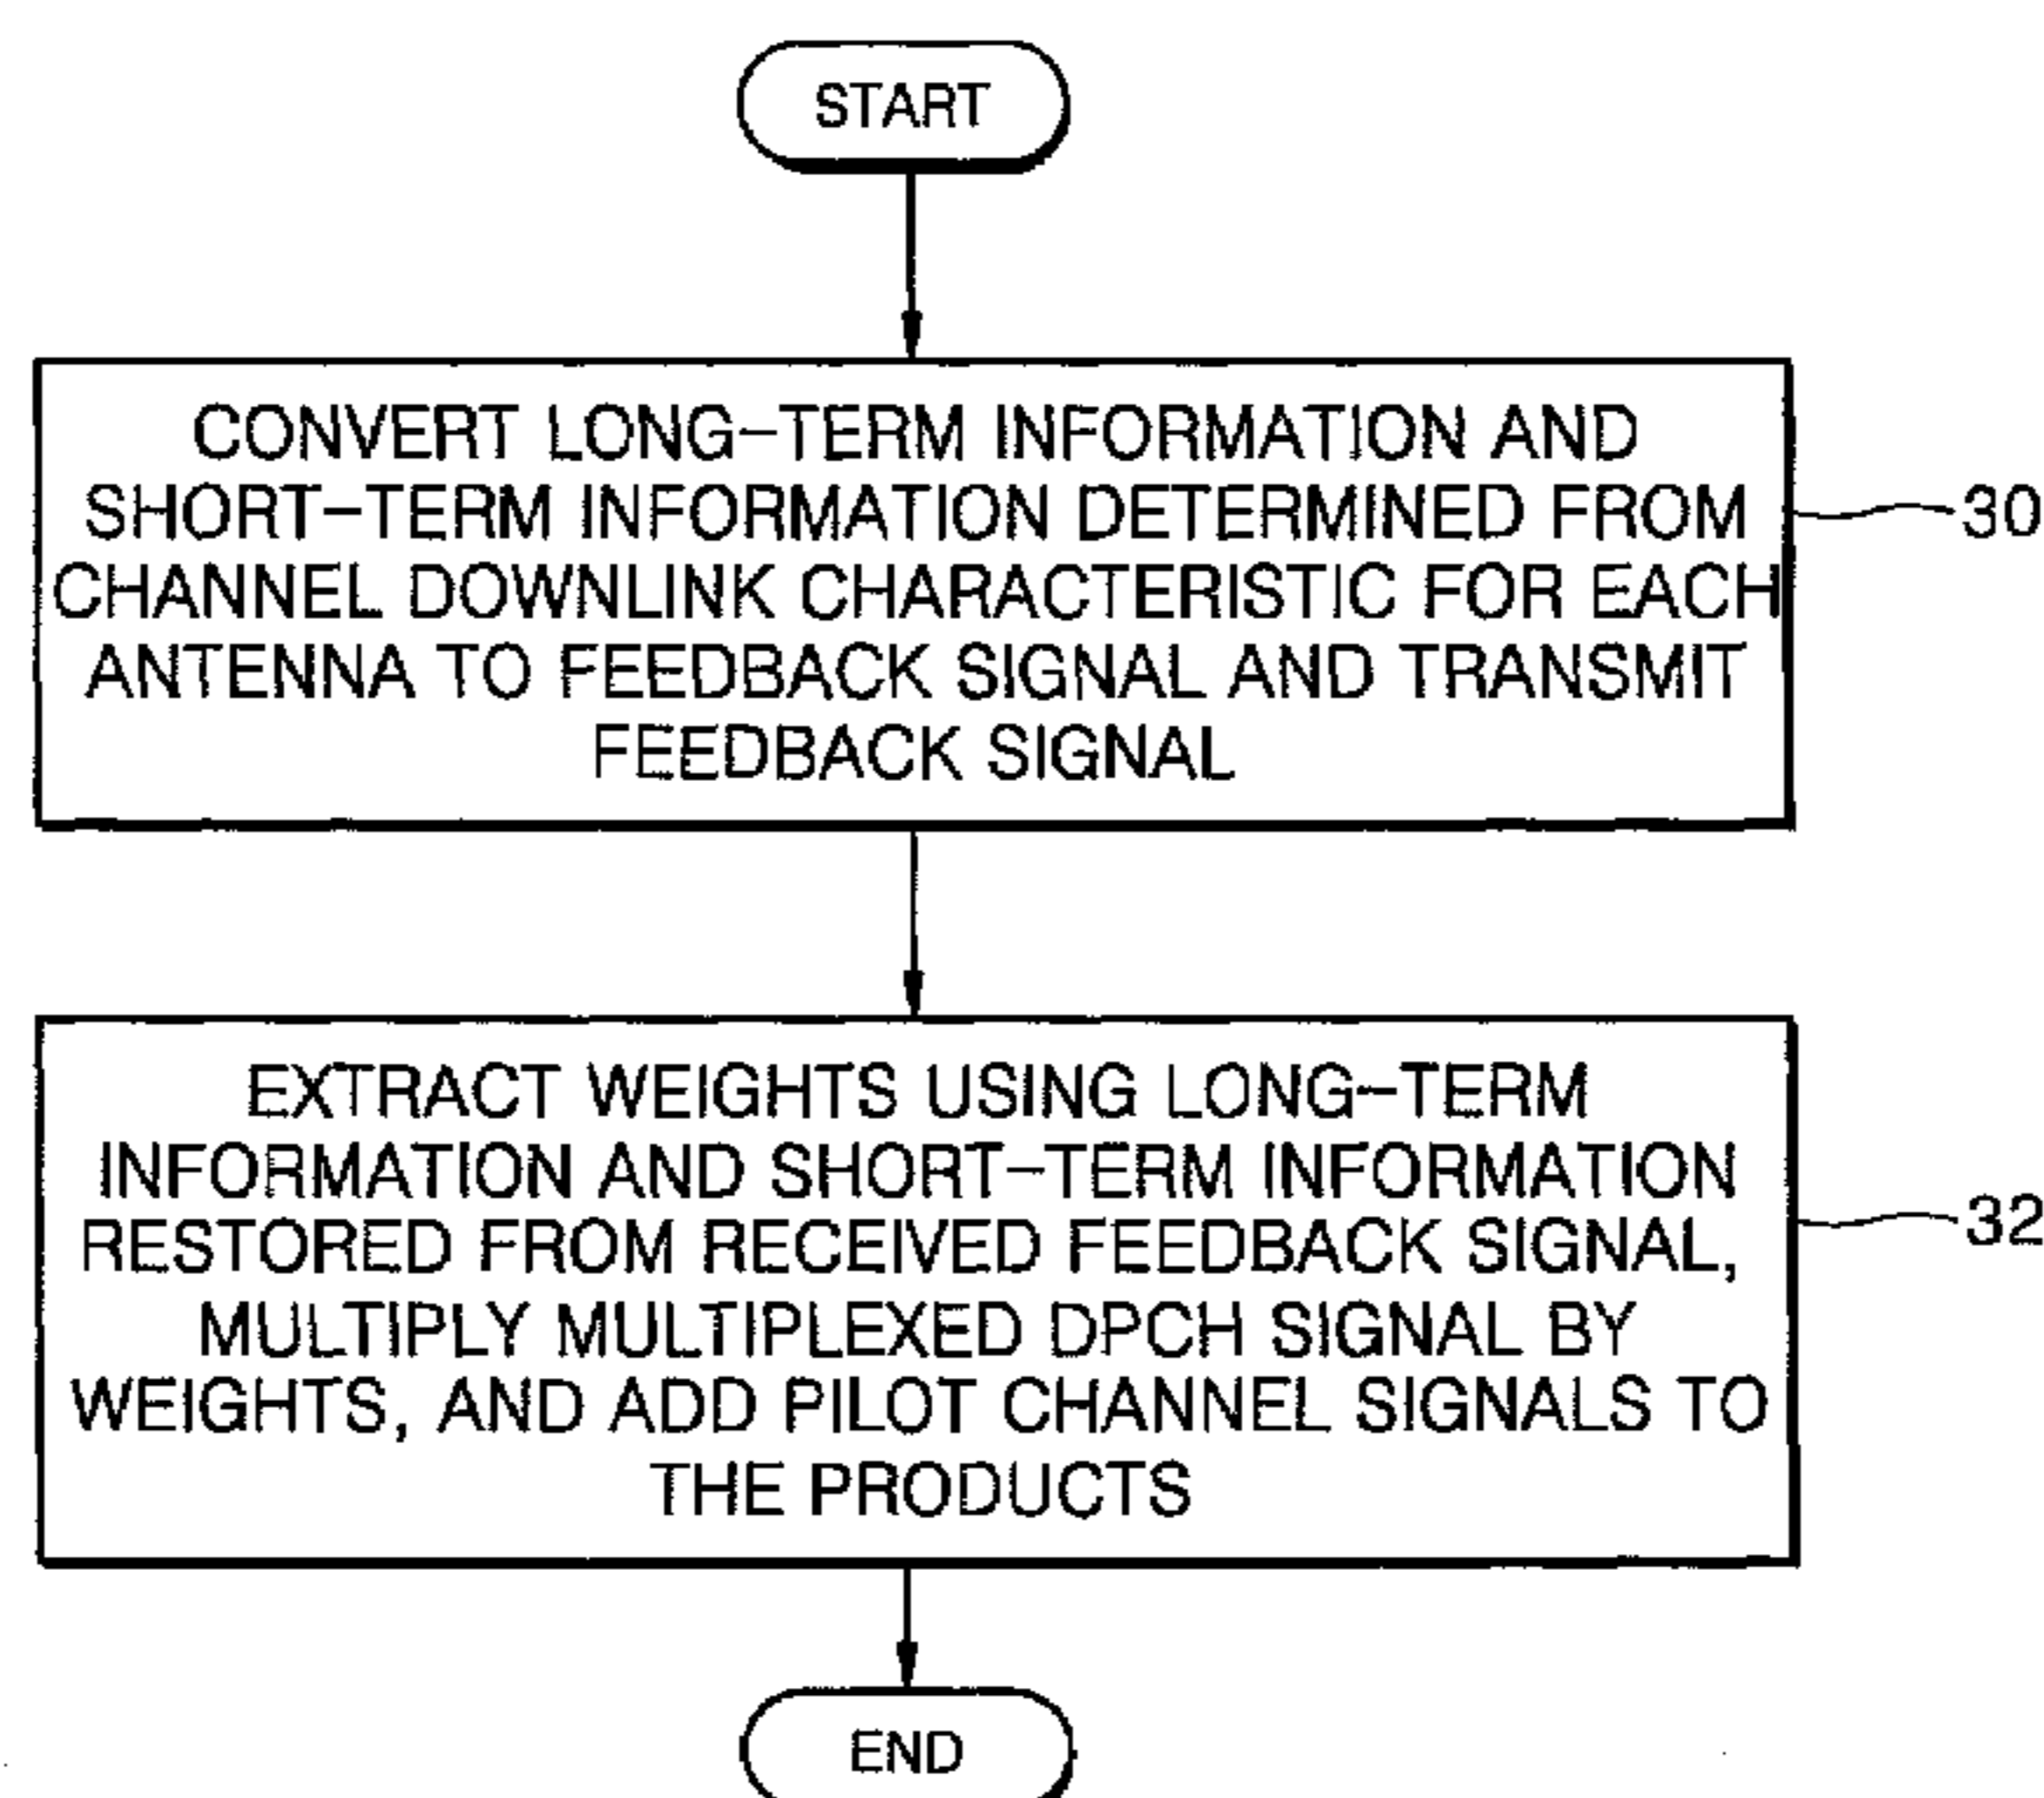 START
CONVERT LONG-TERM INFORMATION AND
SHORT-TERM INFORMATION DETERMINED FROM
CHANNEL DOWNLINK CHARACTERISTIC FOR EACH
ANTENNA TO FEEDBACK SIGNAL AND TRANSMIT
FEEDBACK SIGNAL
30
EXTRACT WEIGHTS USING LONG-TERM
INFORMATION AND SHORT-TERM INFORMATION
RESTORED FROM RECEIVED FEEDBACK SIGNAL,
MULTIPLY MULTIPLEXED DPCH SIGNAL BY
WEIGHTS, AND ADD PILOT CHANNEL SIGNALS TO
THE PRODUCTS
32
END